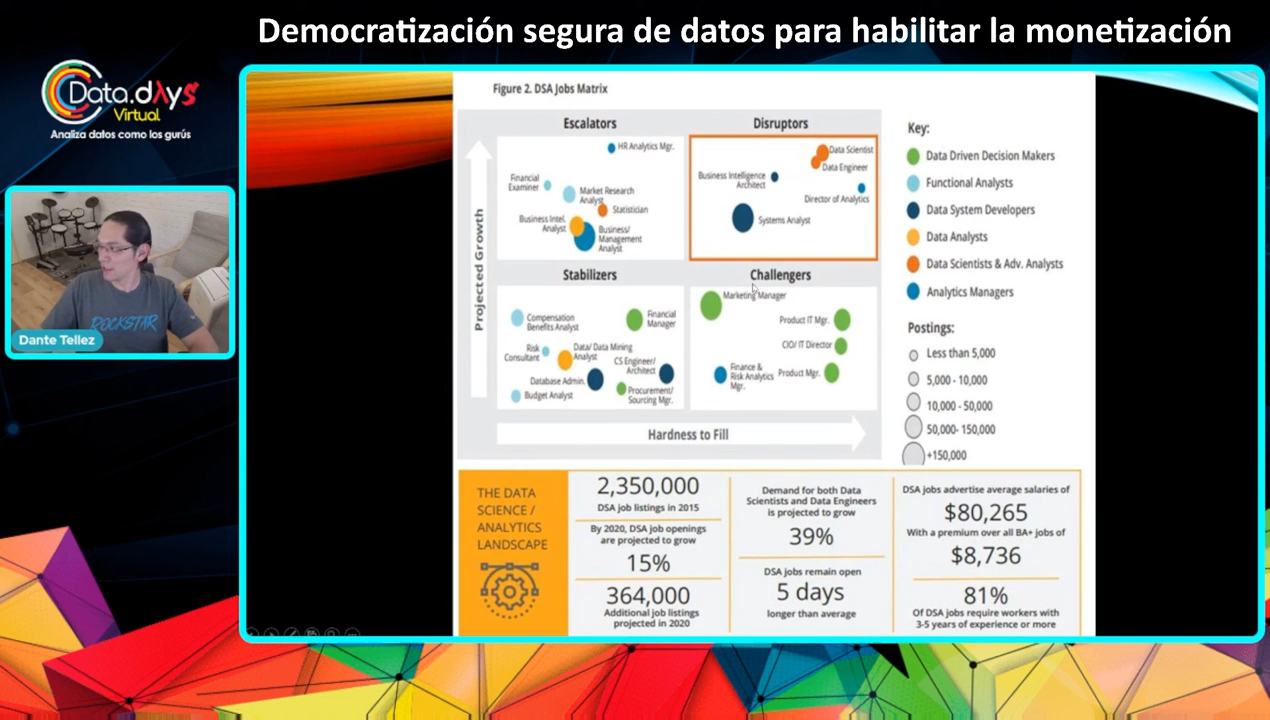 Democratización segura de datos para habilitar la monetización
Data.dλys
Virtual
Analiza datos como los gurús
ROCKSTAR
Dante Tellez
Figure 2. DSA Jobs Matrix
Escalators
Disruptors
Projected Growth
HR Analytics Mgr.
Financial
Examiner
Market Research
Analyst
Statistician
Business Intel.
Analyst
Business/
Management
Analyst
Data Scientist
Data Engineer
Business Intelligence
Architect
Director of Analytics
Systems Analyst
Stabilizers
Challengers
Compensation
Benefits Analyst
Financial
Manager
Risk
Consultant
Data/ Data Mining
Analyst
CS Engineer/
Architect
Database Admin.
Budget Analyst
Procurement/
Sourcing Mgr.
Marketing Manager
Product IT Mgr.
CIO/ IT Director
Finance &
Risk Analytics
Mgr.
Product Mgr.
Hardness to Fill
Key:
Data Driven Decision Makers
Functional Analysts
Data System Developers
Data Analysts
Data Scientists & Adv. Analysts
Analytics Managers
Postings:
Less than 5,000
5,000 - 10,000
10,000 - 50,000
50,000- 150,000
+150,000
THE DATA
SCIENCE /
ANALYTICS
LANDSCAPE
2,350,000
DSA job listings in 2015
By 2020, DSA job openings
are projected to grow
15%
364,000
Additional job listings
projected in 2020
Demand for both Data
Scientists and Data Engineers
is projected to grow
39%
DSA jobs remain open
5 days
longer than average
DSA jobs advertise average salaries of
$80,265
With a premium over all BA+ jobs of
$8,736
81%
Of DSA jobs require workers with
3-5 years of experience or more